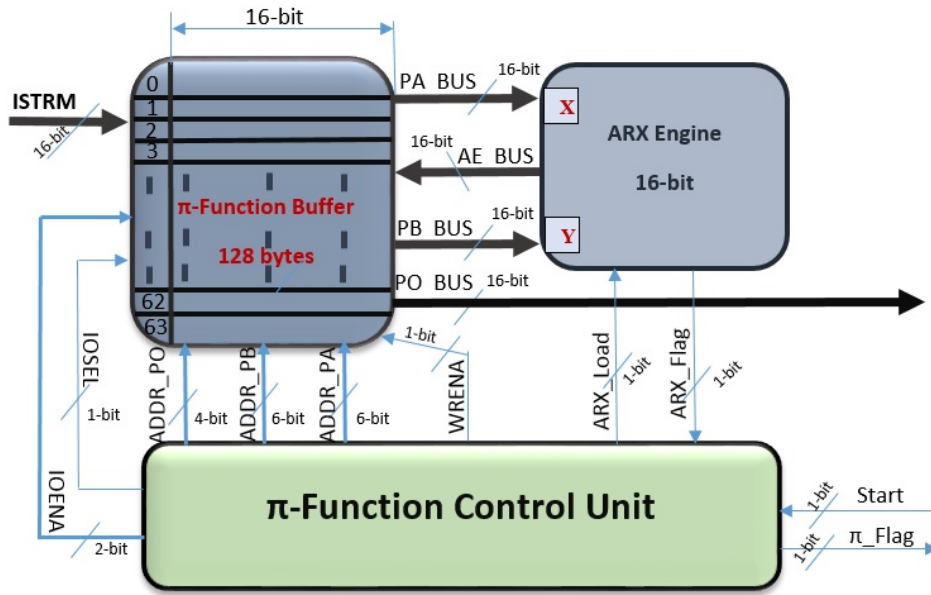 16-bit
ISTRM
16-bit
0
1
2
3
62
63
π-Function Buffer
128 bytes
PA BUS
16-bit
16-bit
AE BUS
PB BUS
16-bit
PO BUS
16-bit
X
Y
ARX Engine
16-bit
IOSEL
1-bit
IOENA
2-bit
ADDR_PO
4-bit
ADDR_PB
6-bit
ADDR_PA
6-bit
1-bit
WRENA
ARX_Load
1-bit
ARX_Flag
1-bit
π-Function Control Unit
1-bit
Start
1-bit
π_Flag